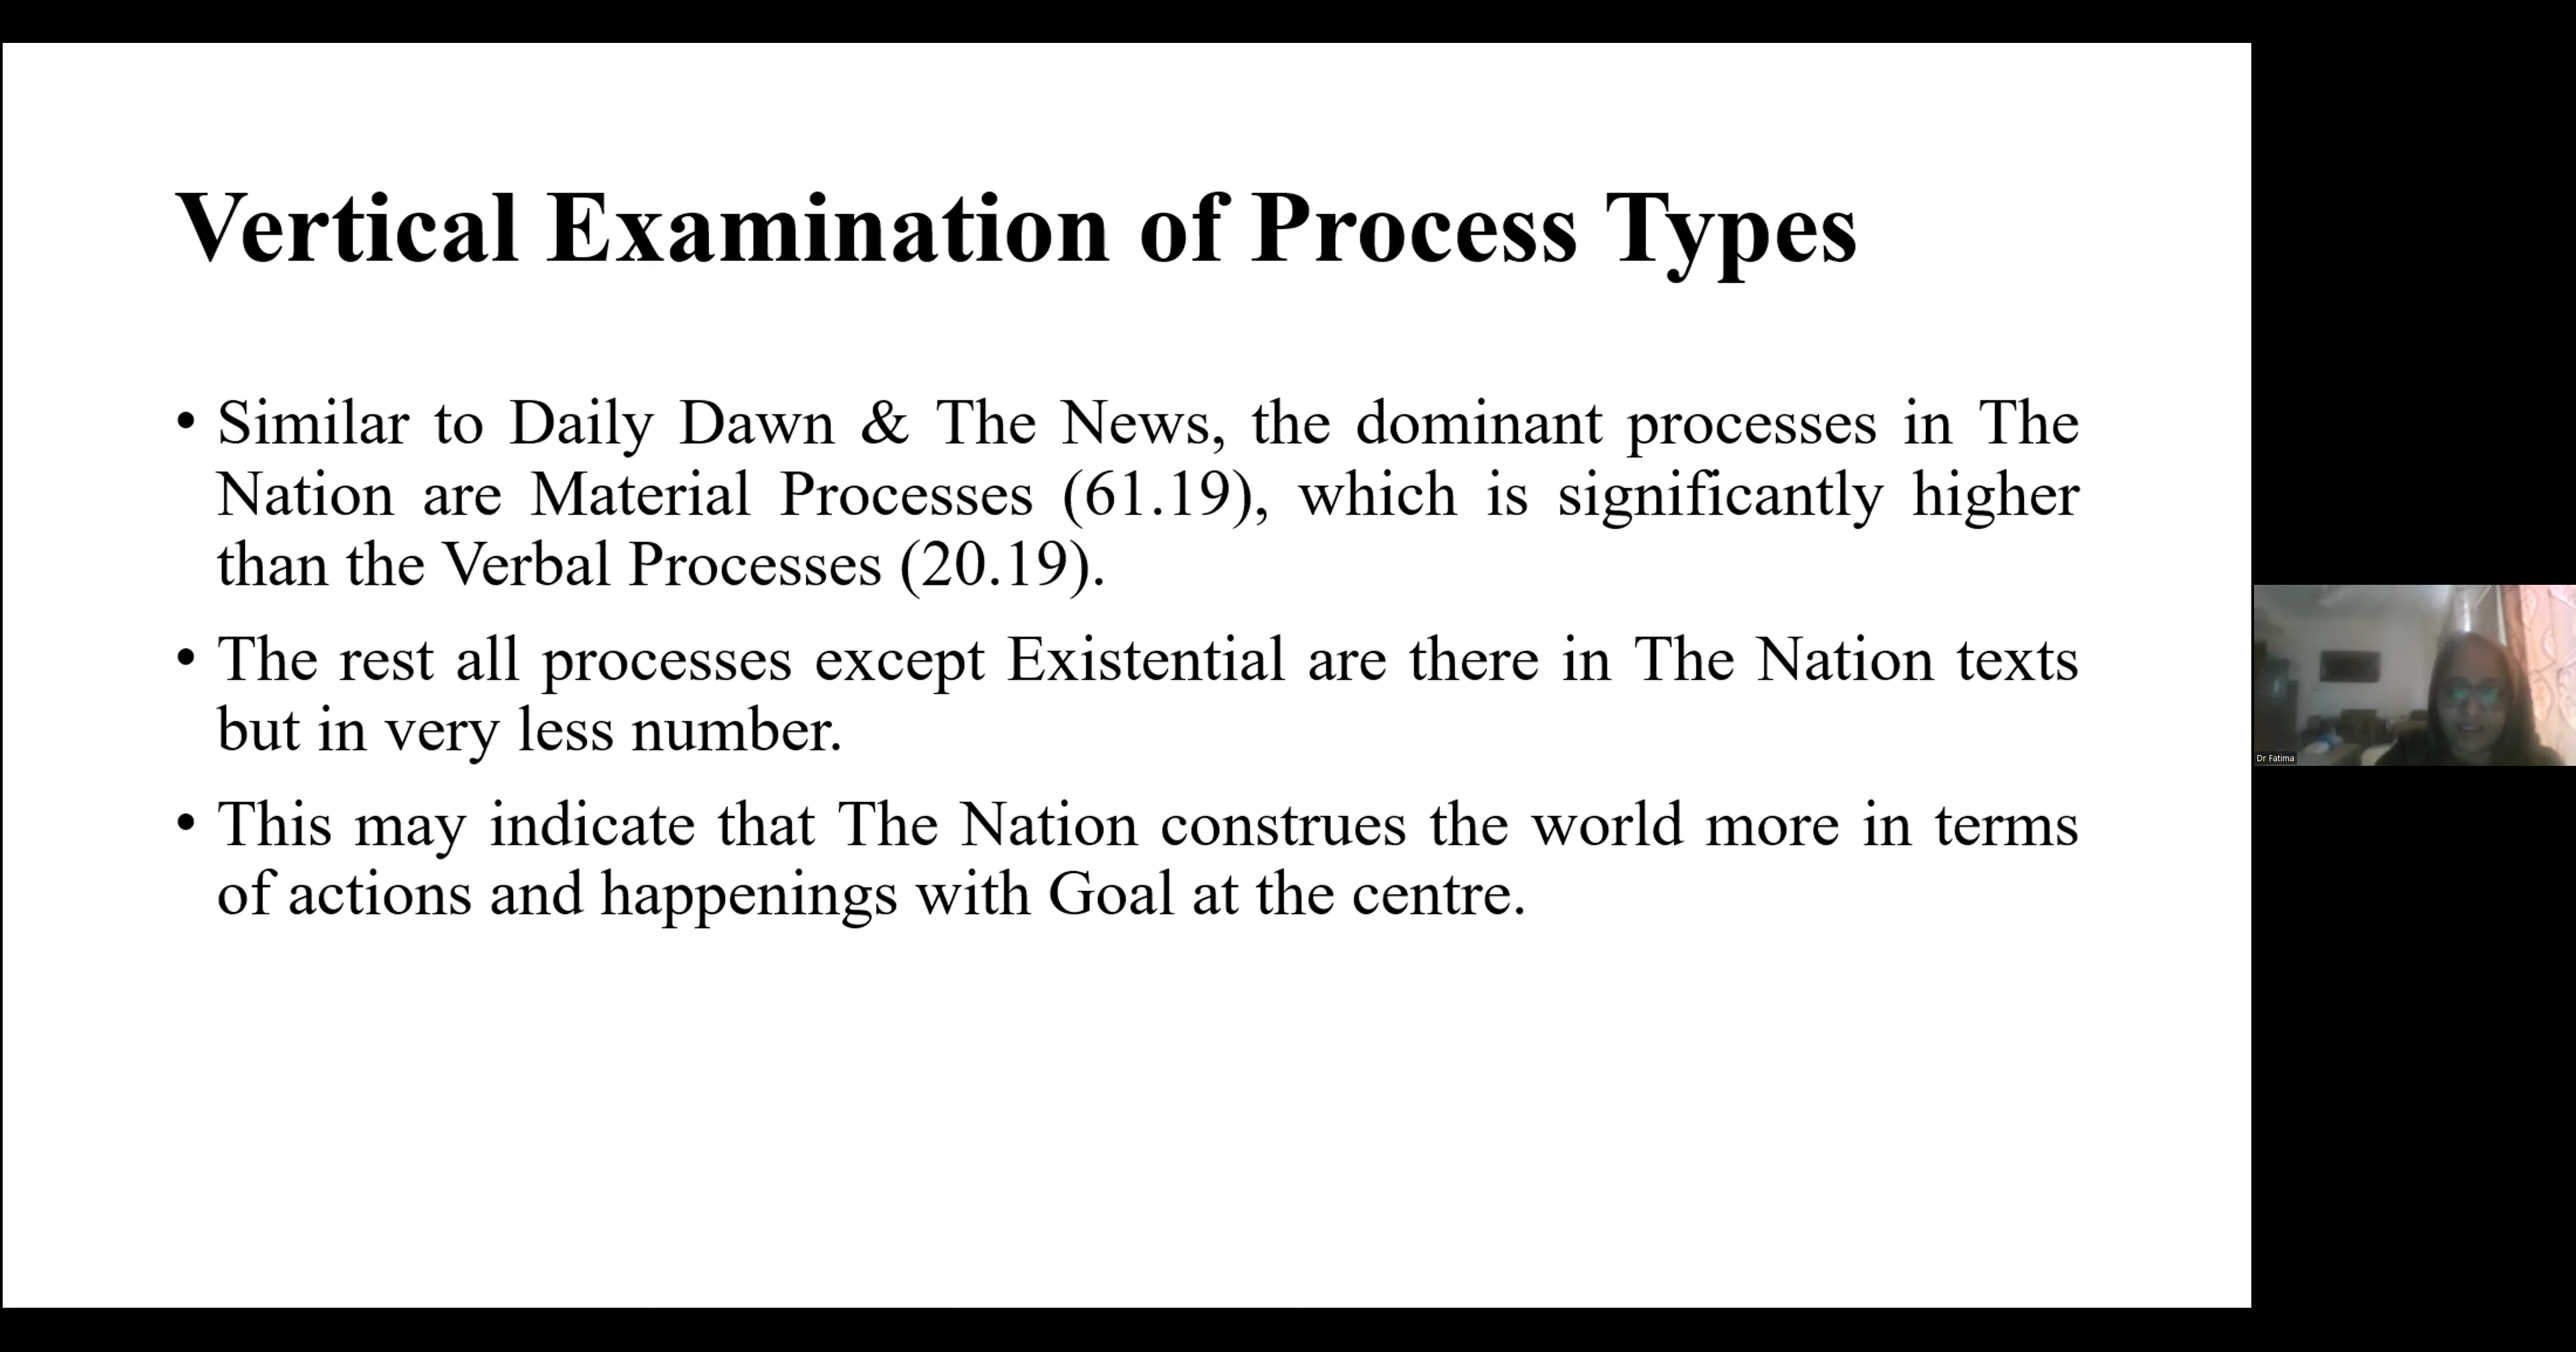 Vertical Examination of Process Types
• Similar to Daily Dawn & The News, the dominant processes in The
Nation are Material Processes (61.19), which is significantly higher
than the Verbal Processes (20.19).
• The rest all processes except Existential are there in The Nation texts
but in very less number.
• This may indicate that The Nation construes the world more in terms
of actions and happenings with Goal at the centre.
Dr Fatima